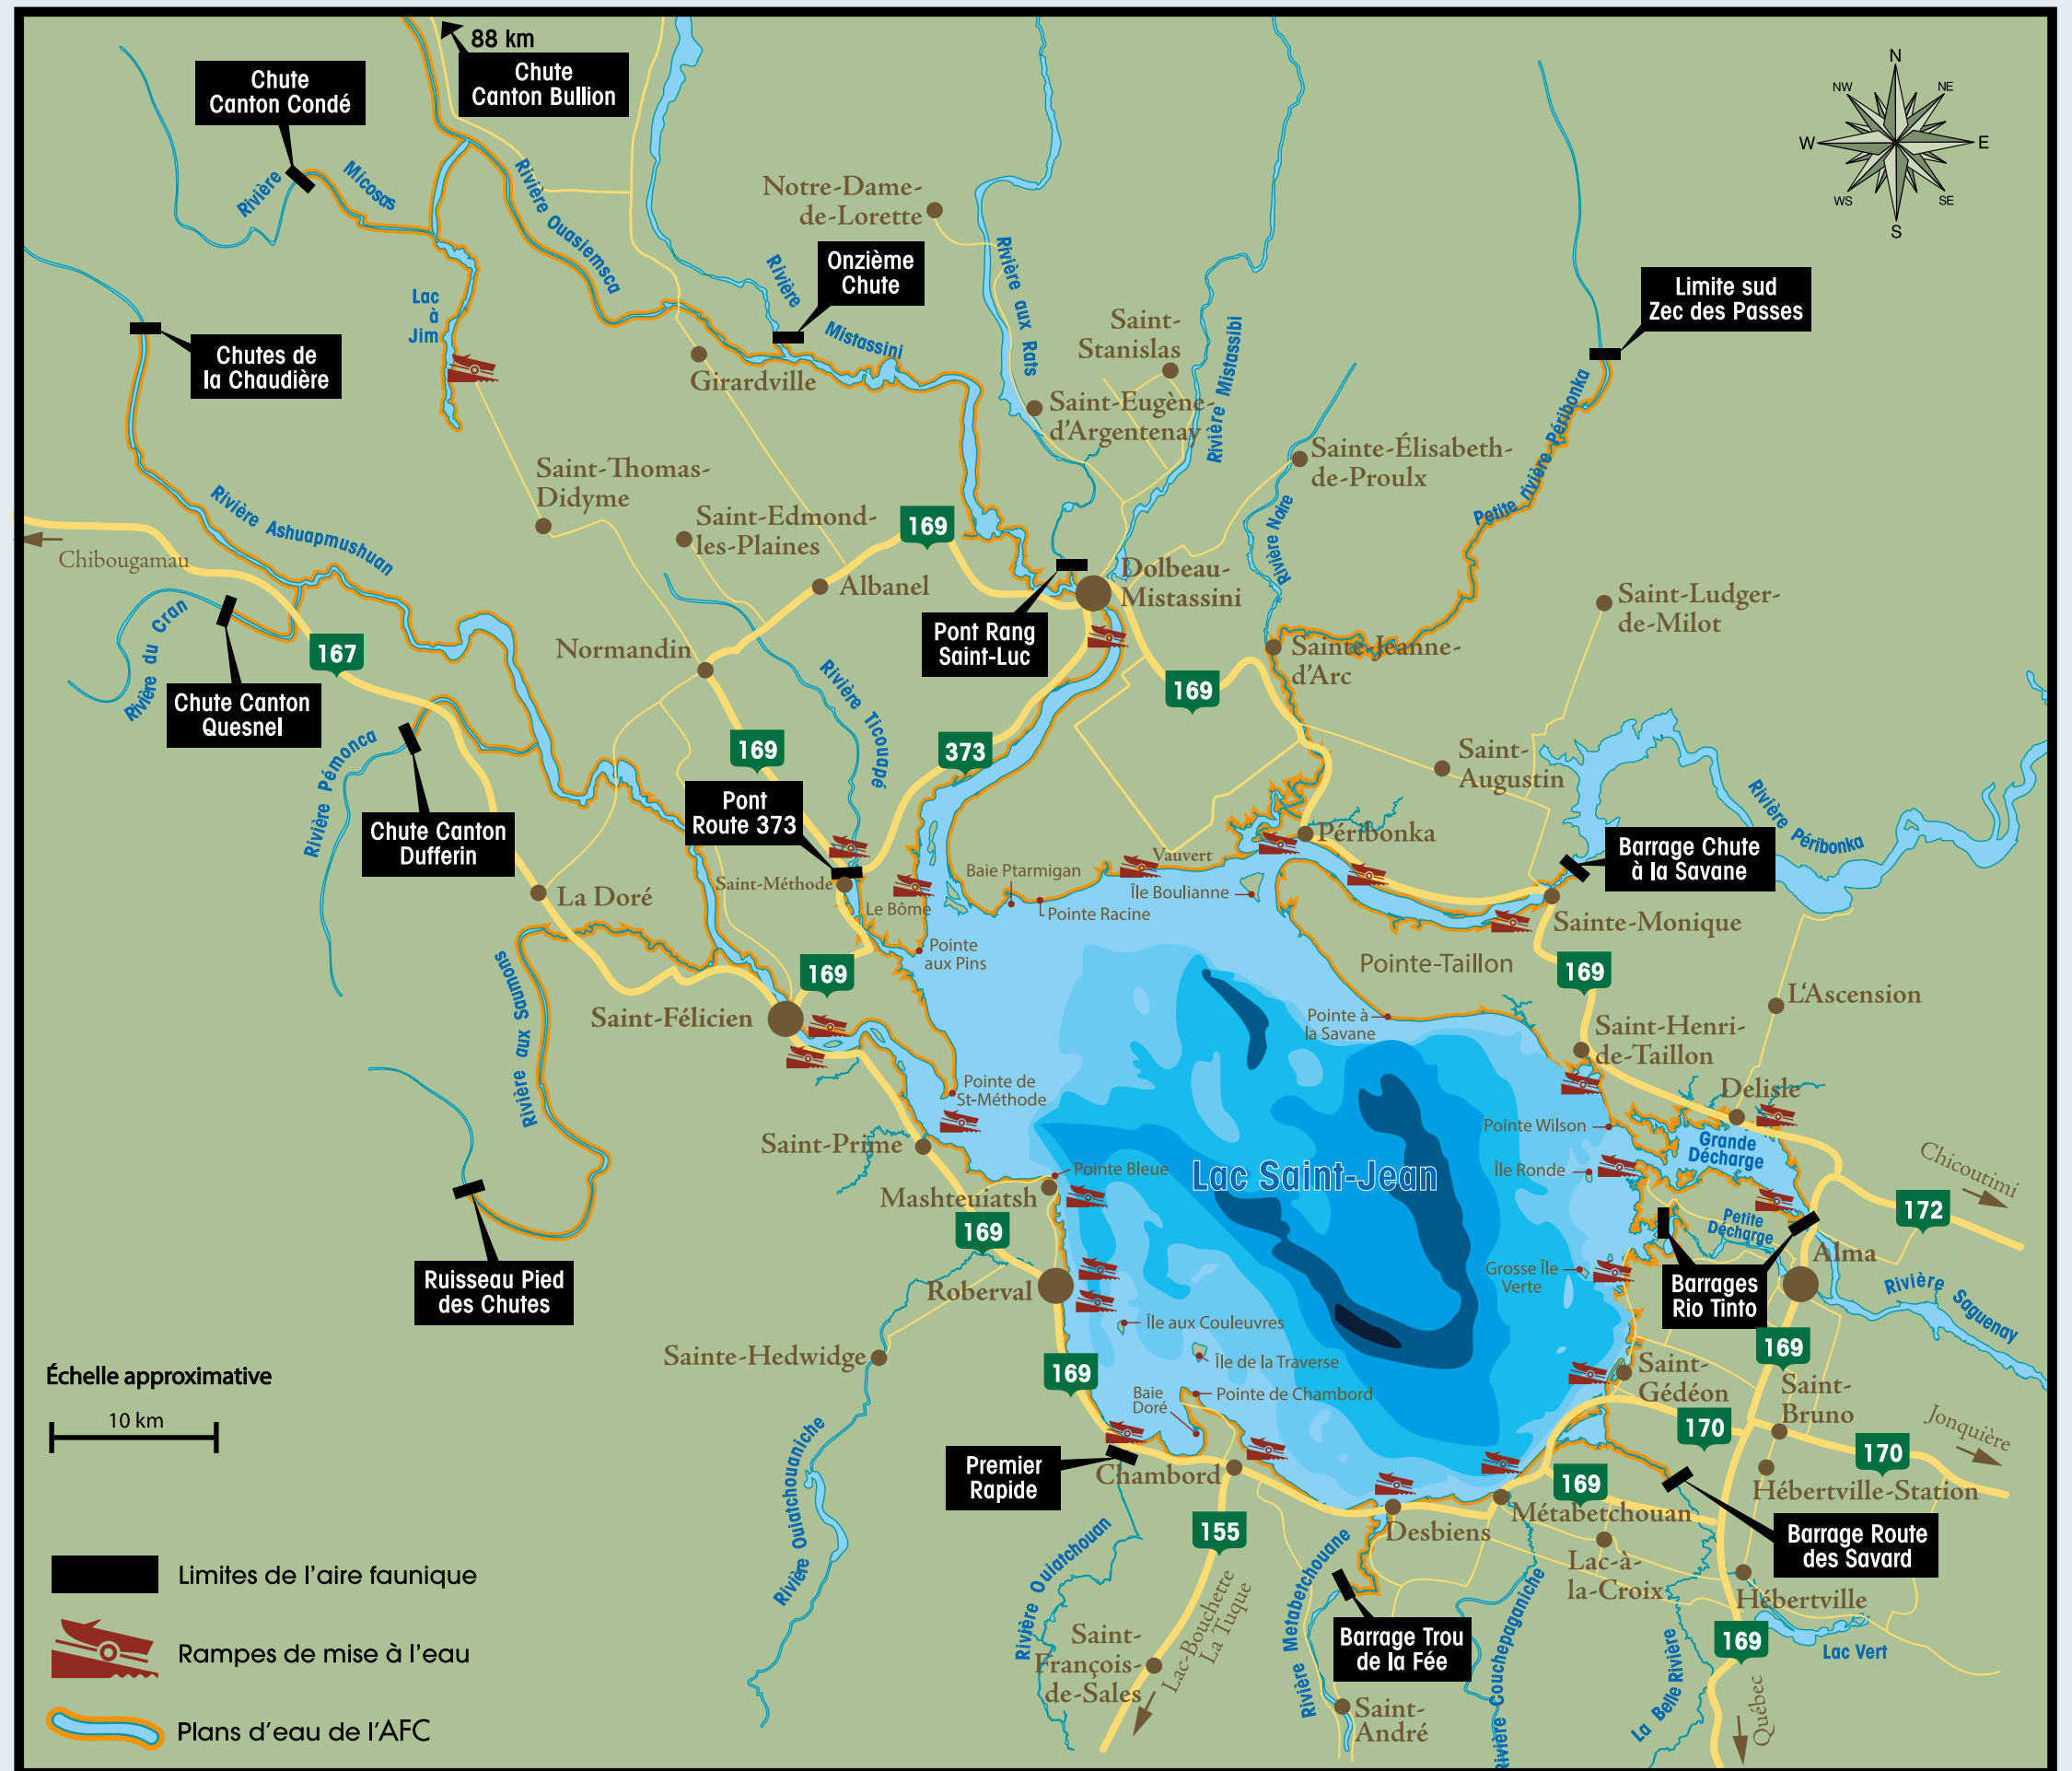 88 km
Chute
Canton Bullion
Chute
Canton Condé
N
NW
NE
W
E
WS
SE
S
Rivière
Micosas
Rivière Ouasiemsca
Notre-Dame-
de-Lorette
Onzième
Chute
Rivière
Mistassini
Rivière aux Rats
Limite sud
Zec des Passes
Lac
à
Jim
Chutes de
la Chaudière
Girardville
Saint-
Stanislas
Saint-Eugène-
d'Argentenay
Rivière Mistassibi
Sainte-Élisabeth-
de-Proulx
Petite rivière Péribonka
Rivière Noire
Saint-Thomas-
Didyme
Saint-Edmond-
les-Plaines
169
Rivière Ashuapmushuan
Chibougamau
Albanel
Dolbeau-
Mistassini
Saint-Ludger-
de-Milot
Rivière du Cran
167
Normandin
Pont Rang
Saint-Luc
Sainte-Jeanne-
d'Arc
Chute Canton
Quesnel
169
Rivière Ticouapé
169
373
Saint-
Augustin
Rivière Pémonca
Chute Canton
Dufferin
Pont
Route 373
Rivière Péribonka
Péribonka
Vauvert
Barrage Chute
à la Savane
La Doré
Saint-Méthode
Le Bôme
Baie Ptarmigan
Pointe Racine
Île Boulianne
Sainte-Monique
Pointe
aux Pins
Pointe-Taillon
169
169
L'Ascension
Rivière aux Saumons
Saint-Félicien
Pointe à
la Savane
Saint-Henri-
de-Taillon
Pointe de
St-Méthode
Delisle
Saint-Prime
Pointe Wilson
Grande
Décharge
Chicoutimi
Pointe Bleue
Lac Saint-Jean
Île Ronde
Mashteuiatsh
169
172
Petite
Décharge
Alma
Ruisseau Pied
des Chutes
Roberval
Grosse Île
Verte
Barrages
Rio Tinto
Rivière Saguenay
Île aux Couleuvres
Sainte-Hedwidge
Île de la Traverse
169
169
Saint-
Gédéon
Échelle approximative
10 km
Baie
Doré
Pointe de Chambord
Saint-
Bruno
170
170
Jonquière
Rivière Ouiatchouaniche
Premier
Rapide
Chambord
169
Hébertville-Station
Métabetchouan
Desbiens
155
Barrage Route
des Savard
Lac-à-
la-Croix
Limites de l'aire faunique
Rivière Ouiatchouan
Rivière Metabetchouane
Rivière Couchepaganiche
Hébertville
Rampes de mise à l'eau
Saint-
François-
de-Sales
Lac-Bouchette
La Tuque
Barrage Trou
de la Fée
169
Lac Vert
La Belle Rivière
Québec
Saint-
André
Plans d'eau de l'AFC